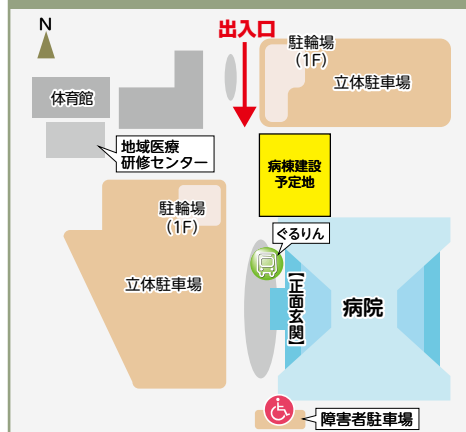 N
出入口
駐輪場
(1F)
立体駐車場
体育館
地域医療
研修センター
病棟建設
予定地
駐輪場
(1F)
ぐるりん
立体駐車場
【正面玄関】
病院
障害者駐車場